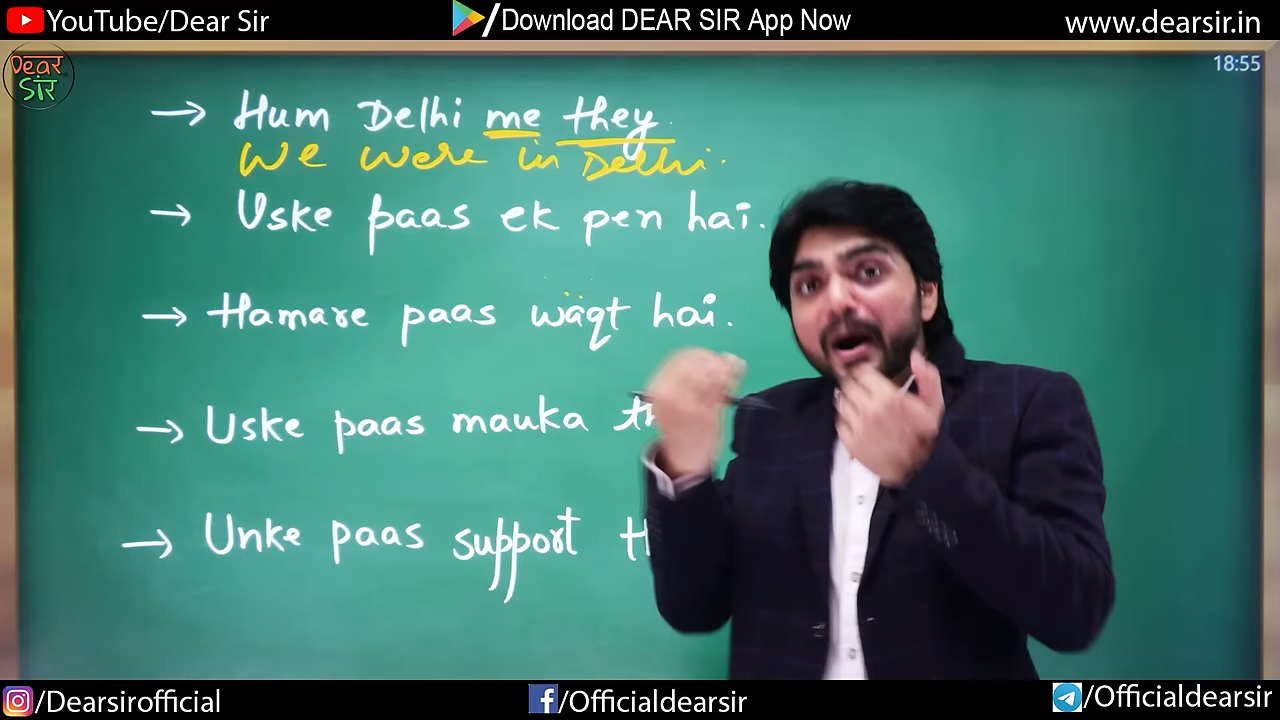 YouTube/Dear Sir
/Download DEAR SIR App Now
www.dearsir.in
Dear
Sir
18:55
→ Hum Delhi me they.
We were in Delhi.
→ Uske paas ek pen hai.
→ Hamare paas waqt hai.
→ Uske paas mauka
→ Unke paas support
/Dearsirofficial
/Officialdearsir
/Officialdearsir